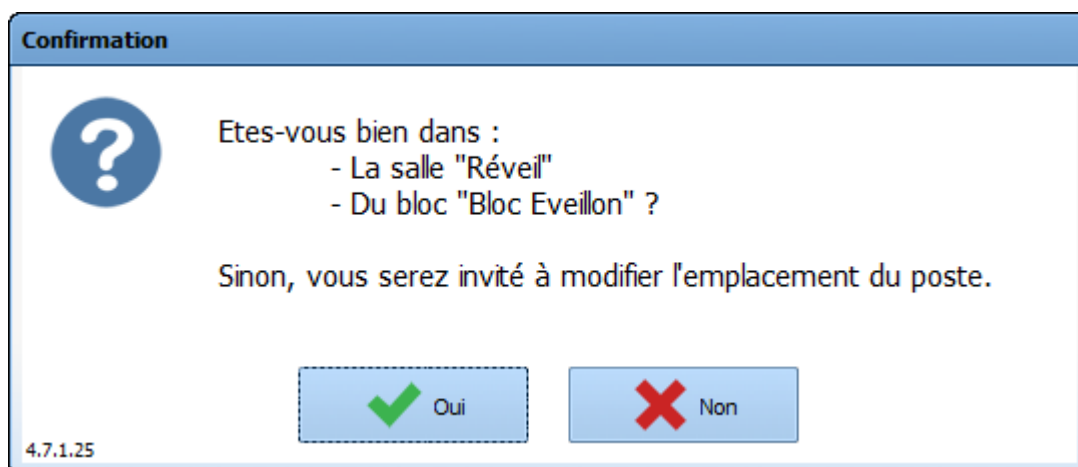 Confirmation
Etes-vous bien dans :
- La salle "Réveil"
- Du bloc "Bloc Eveillon" ?
Sinon, vous serez invité à modifier l'emplacement du poste.
Oui
Non
4.7.1.25